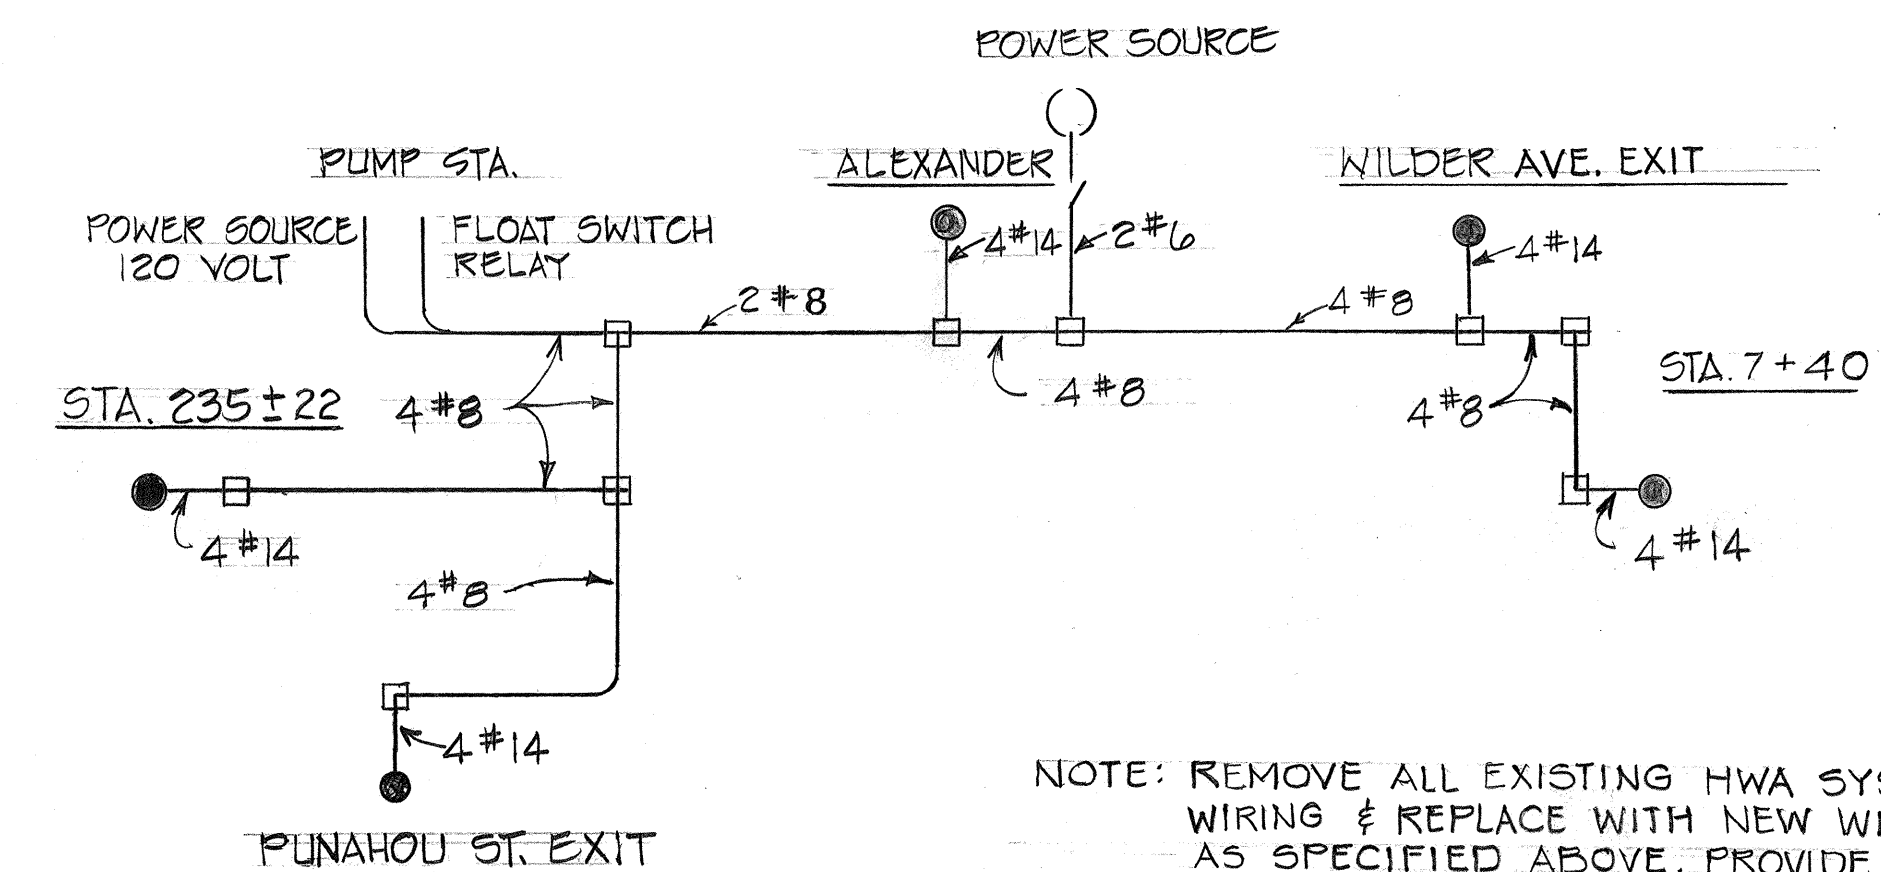 POWER SOURCE
PUMP STA.
ALEXANDER
WILDER AVE. EXIT
POWER SOURCE
120 VOLT
FLOAT SWITCH
RELAY
4#14
2#6
4#14
2#8
4#8
STA. 235±22
4#8
4#8
4#8
STA. 7+40
4#14
4#14
4#8
4#14
PUNAHOU ST. EXIT
NOTE: REMOVE ALL EXISTING HWA SYS
WIRING & REPLACE WITH NEW WI
AS SPECIFIED ABOVE. PROVIDE